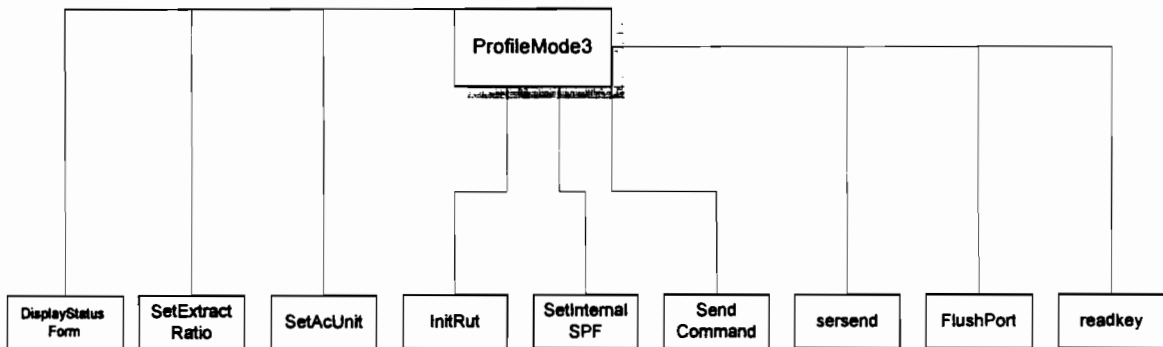 ProfileMode3
DisplayStatus
Form
SetExtract
Ratio
SetAcUnit
InitRut
SetInternal
SPF
Send
Command
sersend
FlushPort
readkey